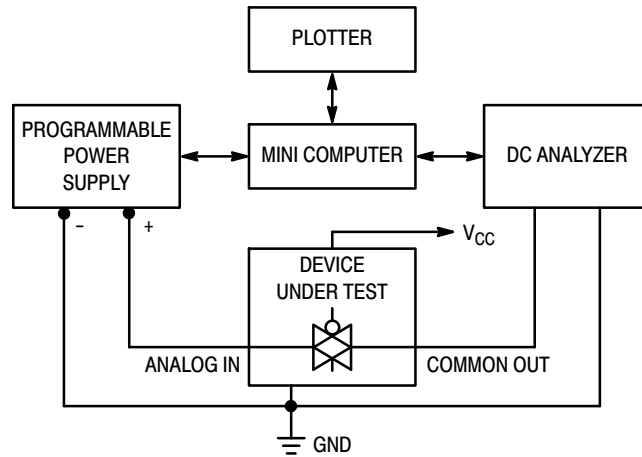 PLOTTER
PROGRAMMABLE
POWER
SUPPLY
MINI COMPUTER
DC ANALYZER
– +
VCC
DEVICE
UNDER TEST
ANALOG IN
COMMON OUT
GND